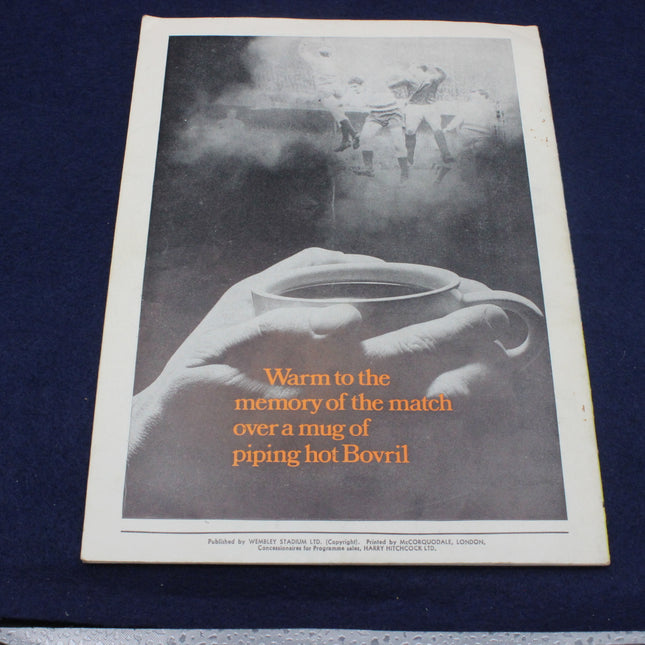 Warm to the
memory of the match
over a mug of
piping hot Bovril
Published by WEMBLEY STADIUM LTD. (Copyright). Printed by McCORQUODALE, LONDON,
Concessionaires for Programme sales, HARRY HITCHCOCK LTD.